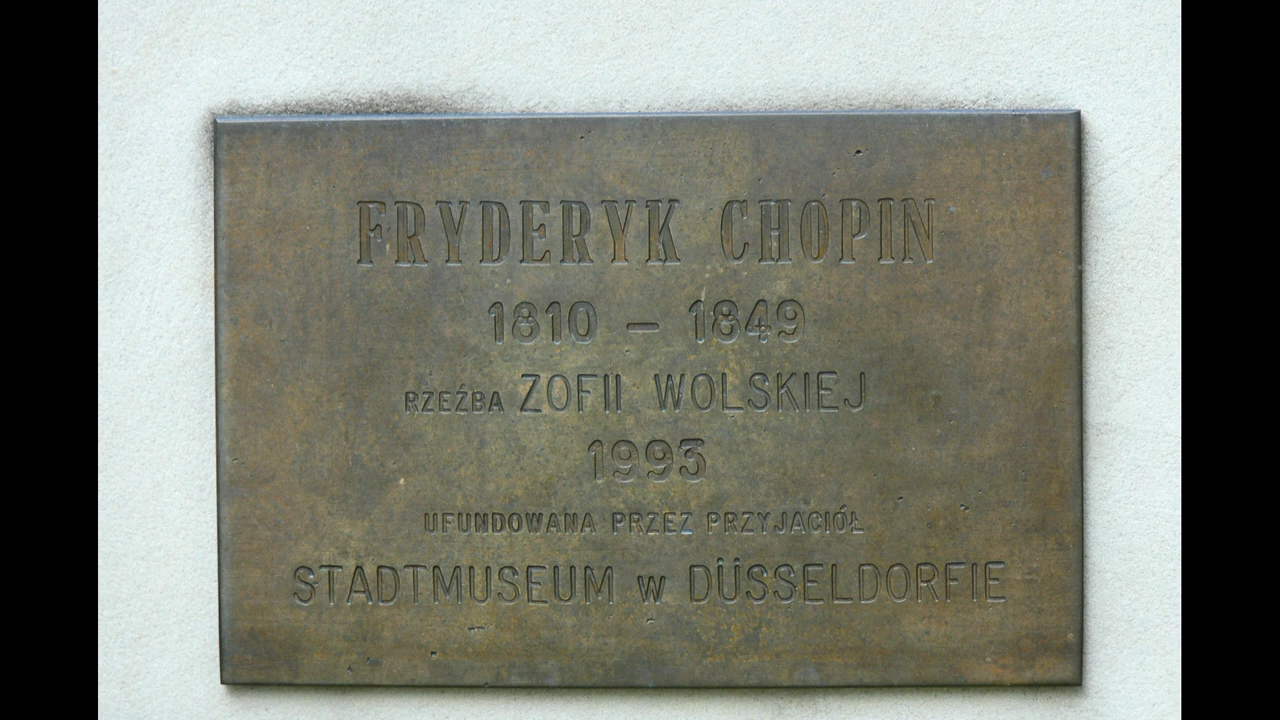 FRYDERYK CHOPIN
1810 – 1849
RZEŹBA ZOFII WOLSKIEJ
1993
UFUNDOWANA PRZEZ PRZYJACIÓŁ
STADTMUSEUM w DÜSSELDORFIE